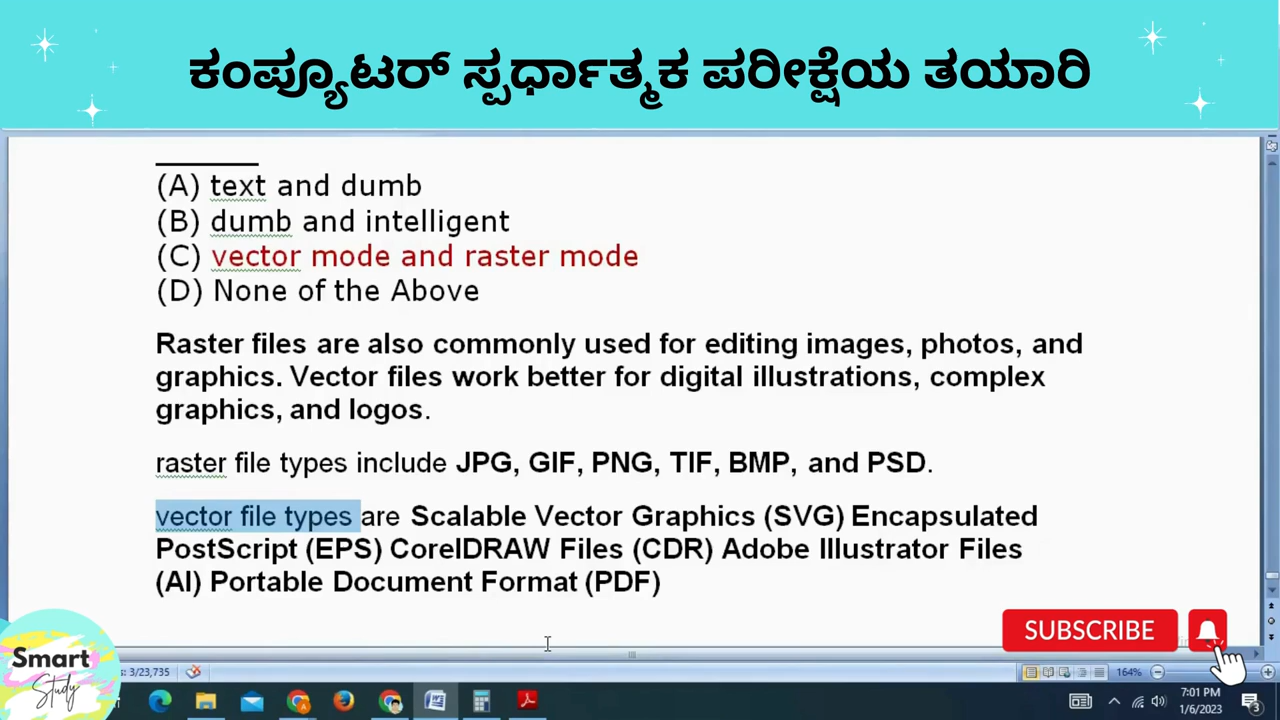 ಕಂಪ್ಯೂಟರ್ ಸ್ಪರ್ಧಾತ್ಮಕ ಪರೀಕ್ಷೆಯ ತಯಾರಿ
(A) text and dumb
(B) dumb and intelligent
(C) vector mode and raster mode
(D) None of the Above
Raster files are also commonly used for editing images, photos, and
graphics. Vector files work better for digital illustrations, complex
graphics, and logos.
raster file types include JPG, GIF, PNG, TIF, BMP, and PSD.
vector file types are Scalable Vector Graphics (SVG) Encapsulated
PostScript (EPS) CorelDRAW Files (CDR) Adobe Illustrator Files
(AI) Portable Document Format (PDF)
SUBSCRIBE
Smart
Study
: 3/23,735
164%
7:01 PM
1/6/2023
3